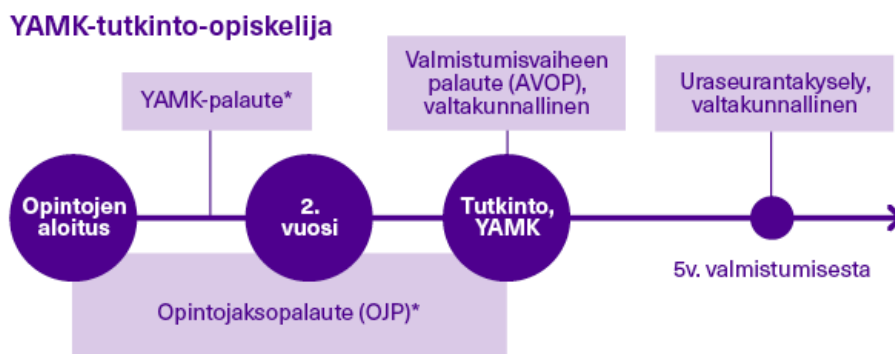 YAMK-tutkinto-opiskelija
YAMK-palaute*
Valmistumisvaiheen
palaute (AVOP),
valtakunnallinen
Uraseurantakysely,
valtakunnallinen
Opintojen
aloitus
2.
vuosi
Tutkinto,
YAMK
5v. valmistumisesta
Opintojaksopalaute (OJP)*